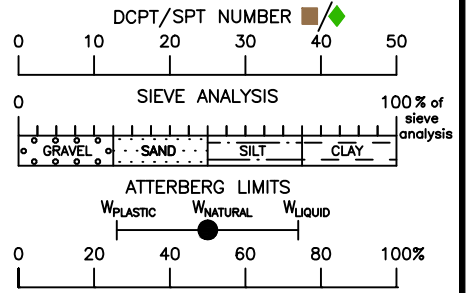 DCPT/SPT NUMBER /
0 10 20 30 40 50
SIEVE ANALYSIS
0 100 % of
sieve
analysis
GRAVEL SAND SILT CLAY
ATTERBERG LIMITS
WPLASTIC WNATURAL WLIQUID
0 20 40 60 80 100%